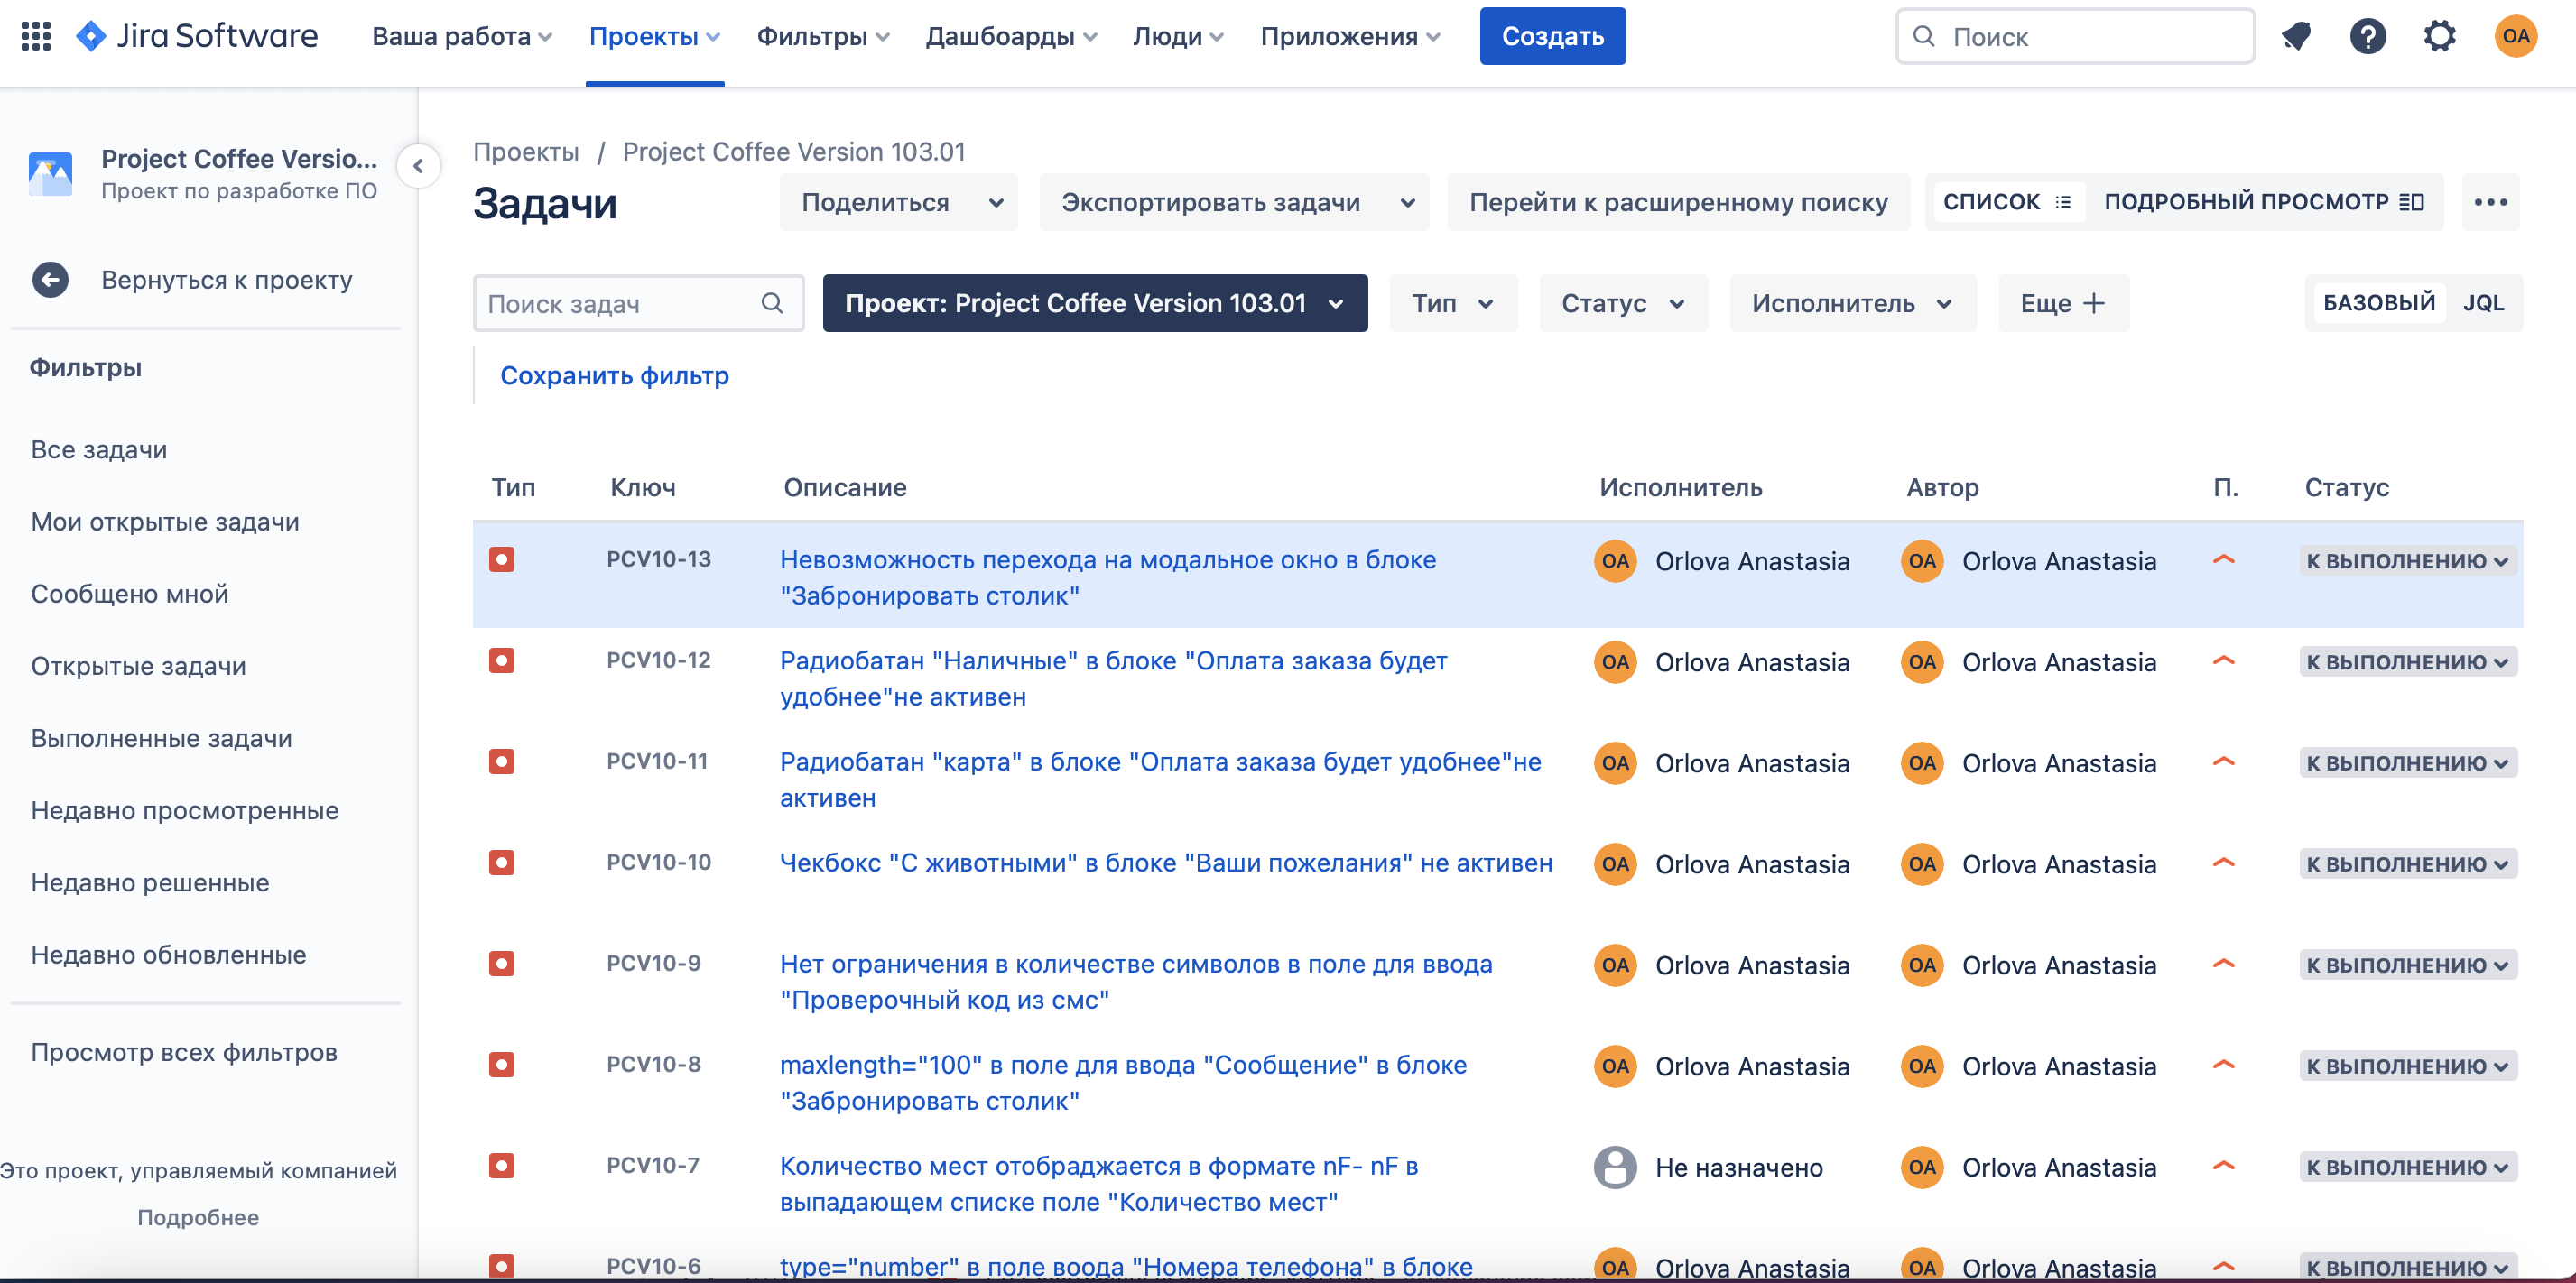 Jira Software Ваша работа Проекты Фильтры Дашборды Люди Приложения Создать Поиск OA
Project Coffee Versio...
Проект по разработке ПО
Вернуться к проекту
Фильтры
Все задачи
Мои открытые задачи
Сообщено мной
Открытые задачи
Выполненные задачи
Недавно просмотренные
Недавно решенные
Недавно обновленные
Просмотр всех фильтров
Это проект, управляемый компанией
Подробнее
Проекты / Project Coffee Version 103.01
Задачи Поделиться Экспортировать задачи Перейти к расширенному поиску СПИСОК ПОДРОБНЫЙ ПРОСМОТР
Поиск задач Проект: Project Coffee Version 103.01 Тип Статус Исполнитель Еще + БАЗОВЫЙ JQL
Сохранить фильтр
Тип Ключ Описание Исполнитель Автор П. Статус
PCV10-13 Невозможность перехода на модальное окно в блоке OA Orlova Anastasia OA Orlova Anastasia К ВЫПОЛНЕНИЮ
"Забронировать столик"
PCV10-12 Радиобатан "Наличные" в блоке "Оплата заказа будет OA Orlova Anastasia OA Orlova Anastasia К ВЫПОЛНЕНИЮ
удобнее"не активен
PCV10-11 Радиобатан "карта" в блоке "Оплата заказа будет удобнее"не OA Orlova Anastasia OA Orlova Anastasia К ВЫПОЛНЕНИЮ
активен
PCV10-10 Чекбокс "С животными" в блоке "Ваши пожелания" не активен OA Orlova Anastasia OA Orlova Anastasia К ВЫПОЛНЕНИЮ
PCV10-9 Нет ограничения в количестве символов в поле для ввода OA Orlova Anastasia OA Orlova Anastasia К ВЫПОЛНЕНИЮ
"Проверочный код из смс"
PCV10-8 maxlength="100" в поле для ввода "Сообщение" в блоке OA Orlova Anastasia OA Orlova Anastasia К ВЫПОЛНЕНИЮ
"Забронировать столик"
PCV10-7 Количество мест отобраджается в формате nF- nF в Не назначено OA Orlova Anastasia К ВЫПОЛНЕНИЮ
выпадающем списке поле "Количество мест"
PCV10-6 type="number" в поле воода "Номера телефона" в блоке OA Orlova Anastasia OA Orlova Anastasia К ВЫПОЛНЕНИЮ